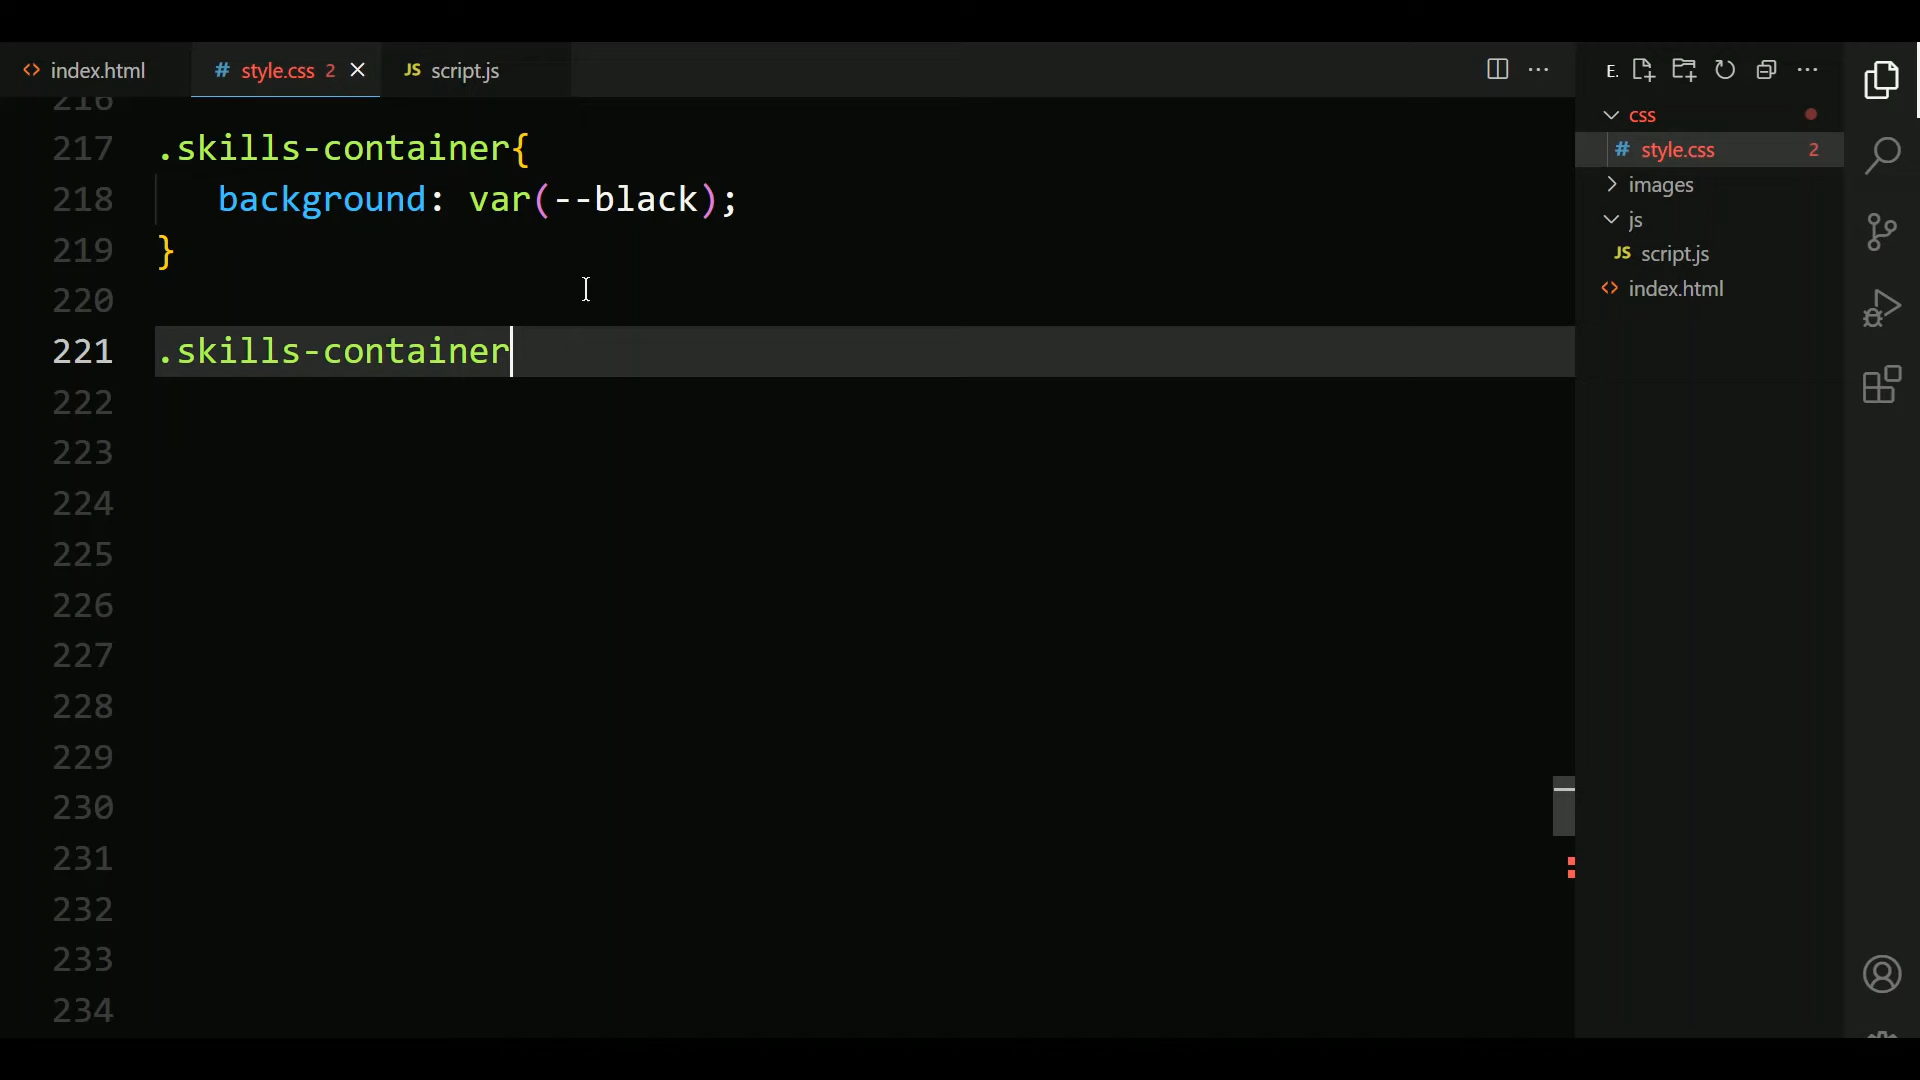 index.html
# style.css 2
JS script.js
E.
216
217 .skills-container{
218 background: var(--black);
219 }
220
221 .skills-container
222
223
224
225
226
227
228
229
230
231
232
233
234
css
# style.css 2
images
js
JS script.js
index.html